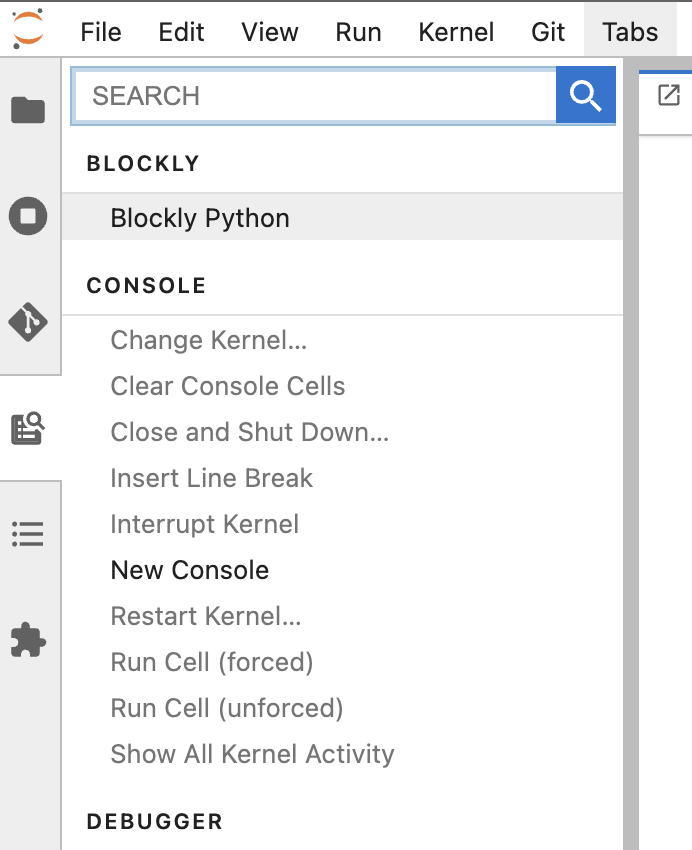 File Edit View Run Kernel Git Tabs
SEARCH
BLOCKLY
Blockly Python
CONSOLE
Change Kernel...
Clear Console Cells
Close and Shut Down...
Insert Line Break
Interrupt Kernel
New Console
Restart Kernel...
Run Cell (forced)
Run Cell (unforced)
Show All Kernel Activity
DEBUGGER